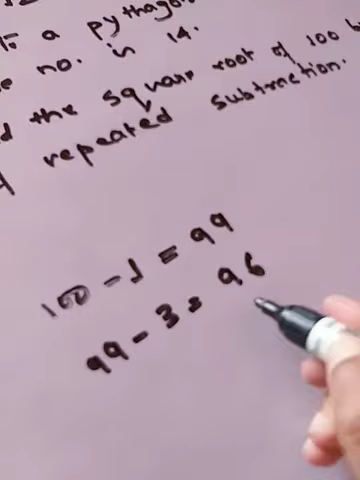 a pythago
no. in 14.
the square root of 100 b
repeated subtraction.
100 - 1 = 99
99 - 3 = 96